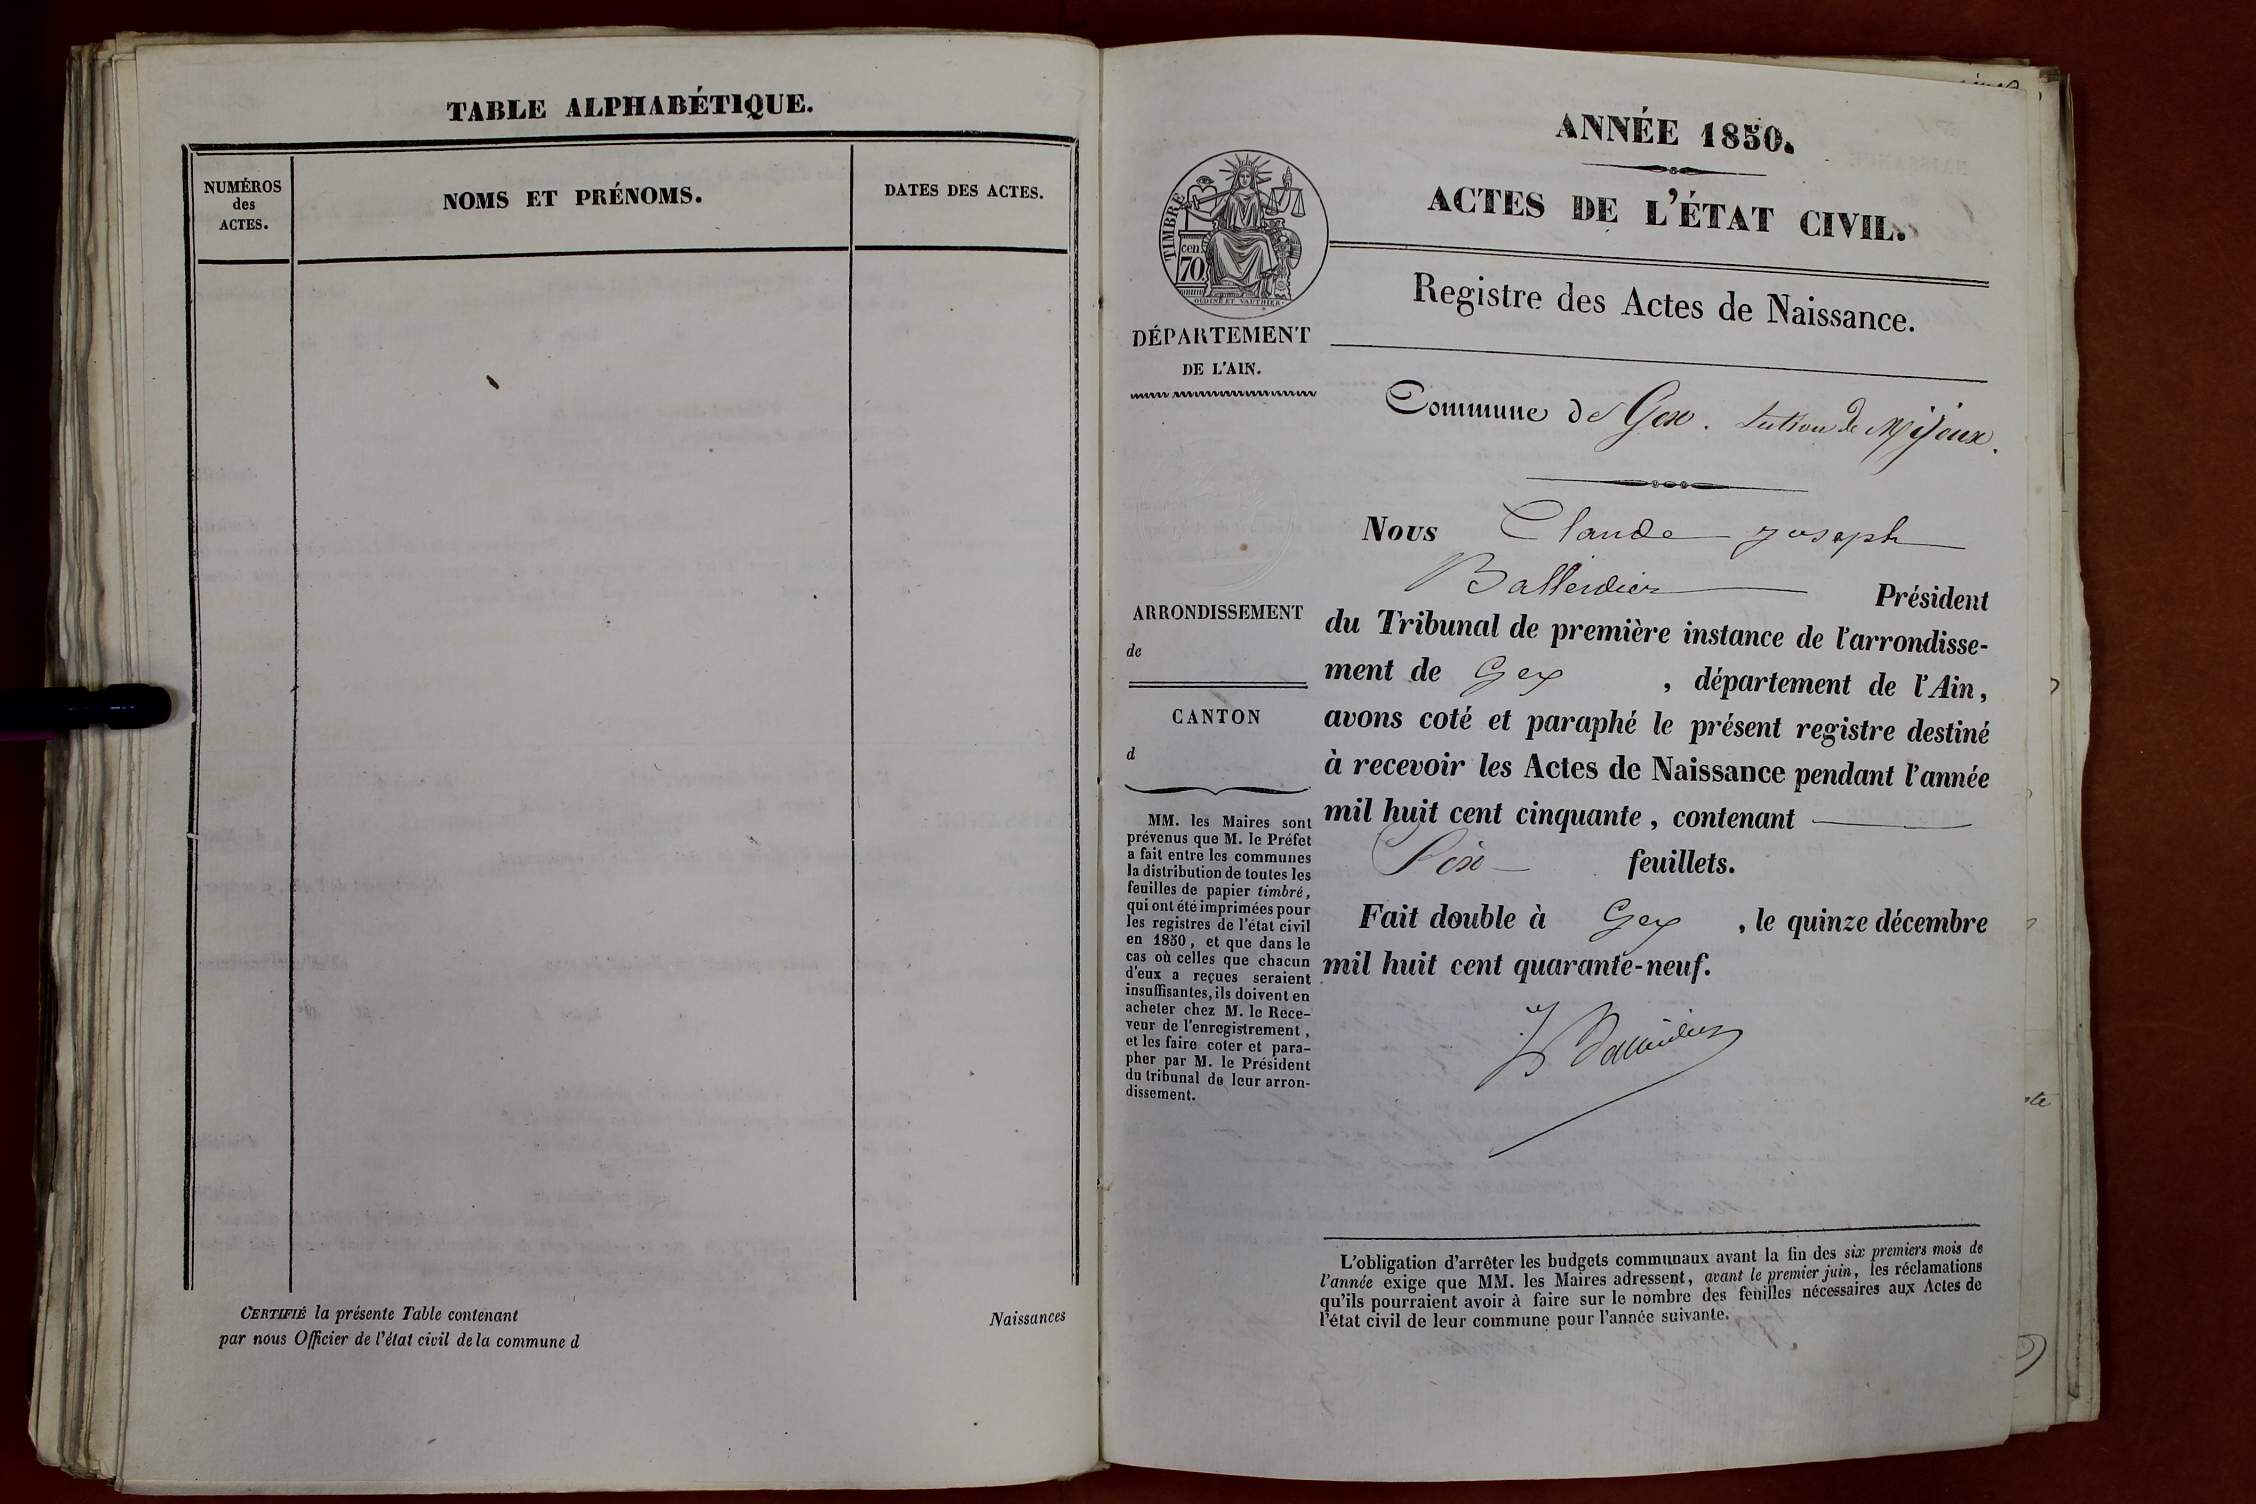 TABLE ALPHABÉTIQUE.
NUMÉROS
des
ACTES.
NOMS ET PRÉNOMS.
DATES DES ACTES.
CERTIFIÉ la présente Table contenant
Naissances
par nous Officier de l'état civil de la commune d
ANNÉE 1850.
ACTES DE L'ÉTAT CIVIL.
Registre des Actes de Naissance.
TIMBRE
70 cen
OUDINÉ ET VAUTHIER
DÉPARTEMENT
DE L'AIN.
Commune de Gex. Section de Mijoux.
Nous Claude Joseph
Président
ARRONDISSEMENT
de
CANTON
d
du Tribunal de première instance de l'arrondisse-
ment de Gex, département de l'Ain,
avons coté et paraphé le présent registre destiné
à recevoir les Actes de Naissance pendant l'année
mil huit cent cinquante, contenant
Six feuillets.
Fait double à Gex, le quinze décembre
mil huit cent quarante-neuf.
MM. les Maires sont
prévenus que M. le Préfet
a fait entre les communes
la distribution de toutes les
feuilles de papier timbré,
qui ont été imprimées pour
les registres de l'état civil
en 1850, et que dans le
cas où celles que chacun
d'eux a reçues seraient
insuffisantes, ils doivent en
acheter chez M. le Rece-
veur de l'enregistrement,
et les faire coter et para-
pher par M. le Président
du tribunal de leur arron-
dissement.
L'obligation d'arrêter les budgets communaux avant la fin des six premiers mois de
l'année exige que MM. les Maires adressent, avant le premier juin, les réclamations
qu'ils pourraient avoir à faire sur le nombre des feuilles nécessaires aux Actes de
l'état civil de leur commune pour l'année suivante.